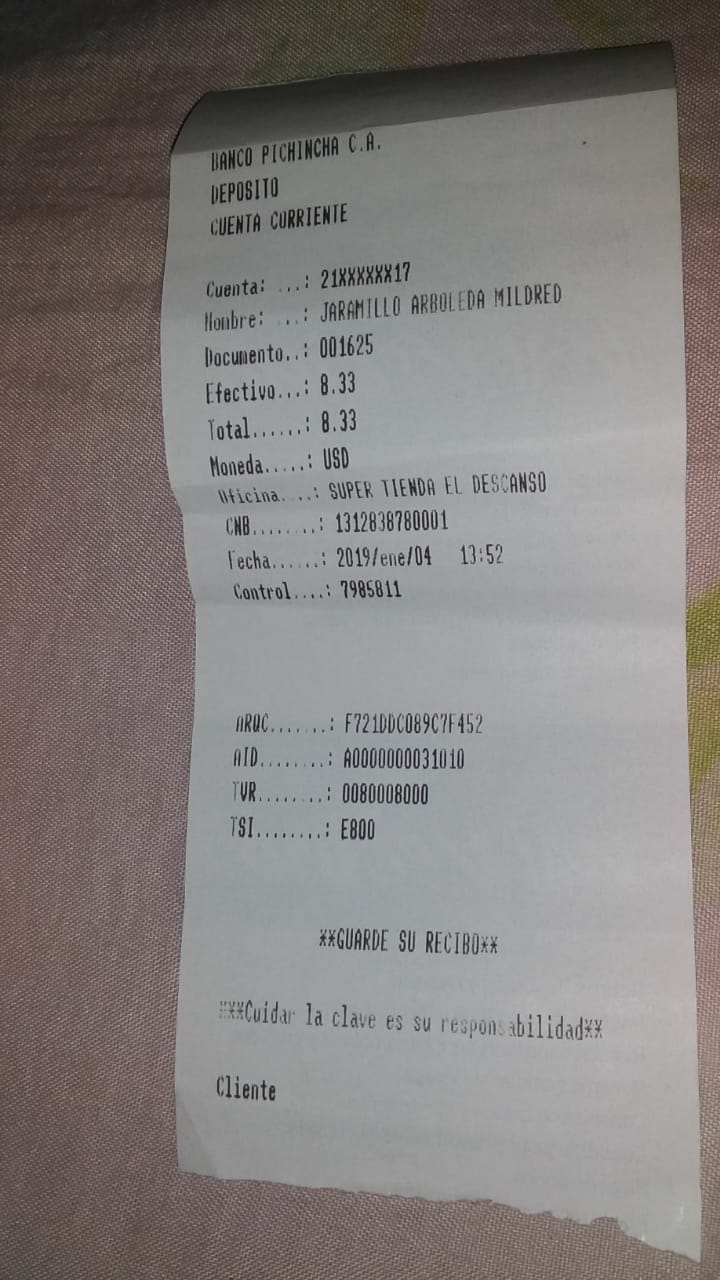 BANCO PICHINCHA C.A.
DEPOSITO
CUENTA CURRIENTE
Cuenta: ...: 21XXXXXX17
Nombre: ...: JARAMILLO ARBOLEDA MILDRED
Documento..: 001625
Efectivo...: 8.33
Total......: 8.33
Moneda.....: USD
Oficina....: SUPER TIENDA EL DESCANSO
CNB........: 1312838780001
Fecha......: 2019/ene/04 13:52
Control....: 7985811
ARQC.......: F721DDC089C7F452
AID........: A0000000031010
TVR........: 0080008000
TSI........: E800
**GUARDE SU RECIBO**
***Cuidar la clave es su responsabilidad**
Cliente